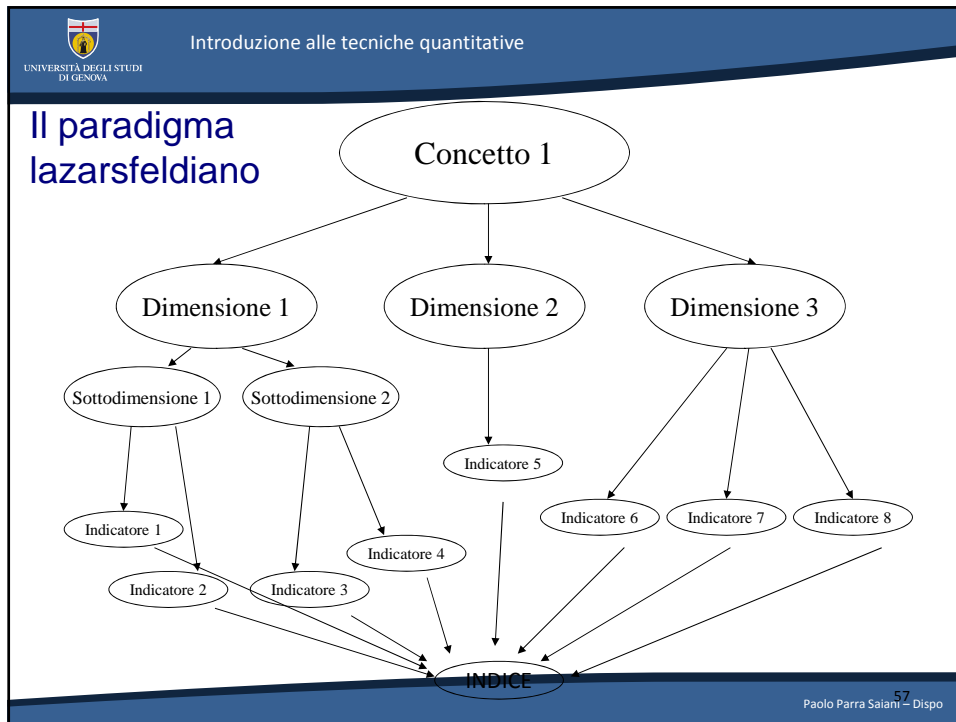 Introduzione alle tecniche quantitative
UNIVERSITÀ DEGLI STUDI
DI GENOVA
Il paradigma
lazarsfeldiano
Concetto 1
Dimensione 1
Dimensione 2
Dimensione 3
Sottodimensione 1
Sottodimensione 2
Indicatore 5
Indicatore 1
Indicatore 4
Indicatore 6
Indicatore 7
Indicatore 8
Indicatore 2
Indicatore 3
INDICE
57
Paolo Parra Saiani – Dispo